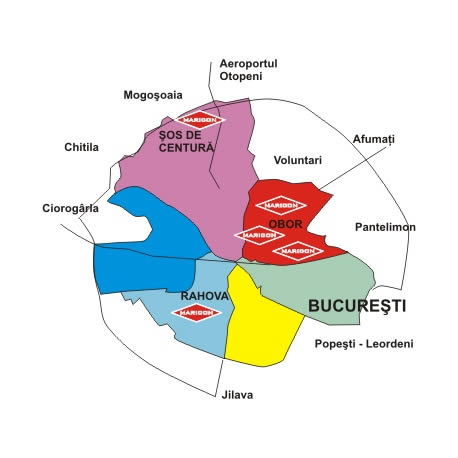 Aeroportul
Otopeni
Mogoşoaia
MARIGON
ŞOS DE
CENTURĂ
Afumaţi
Chitila
Voluntari
MARIGON
Ciorogârla
OBOR
Pantelimon
MARIGON
MARIGON
RAHOVA
MARIGON
BUCUREŞTI
Popeşti - Leordeni
Jilava